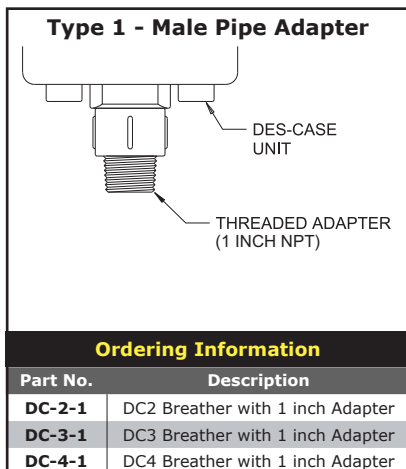 Type 1 - Male Pipe Adapter
DES-CASE
UNIT
THREADED ADAPTER
(1 INCH NPT)
Ordering Information
Part No. Description
DC-2-1 DC2 Breather with 1 inch Adapter
DC-3-1 DC3 Breather with 1 inch Adapter
DC-4-1 DC4 Breather with 1 inch Adapter